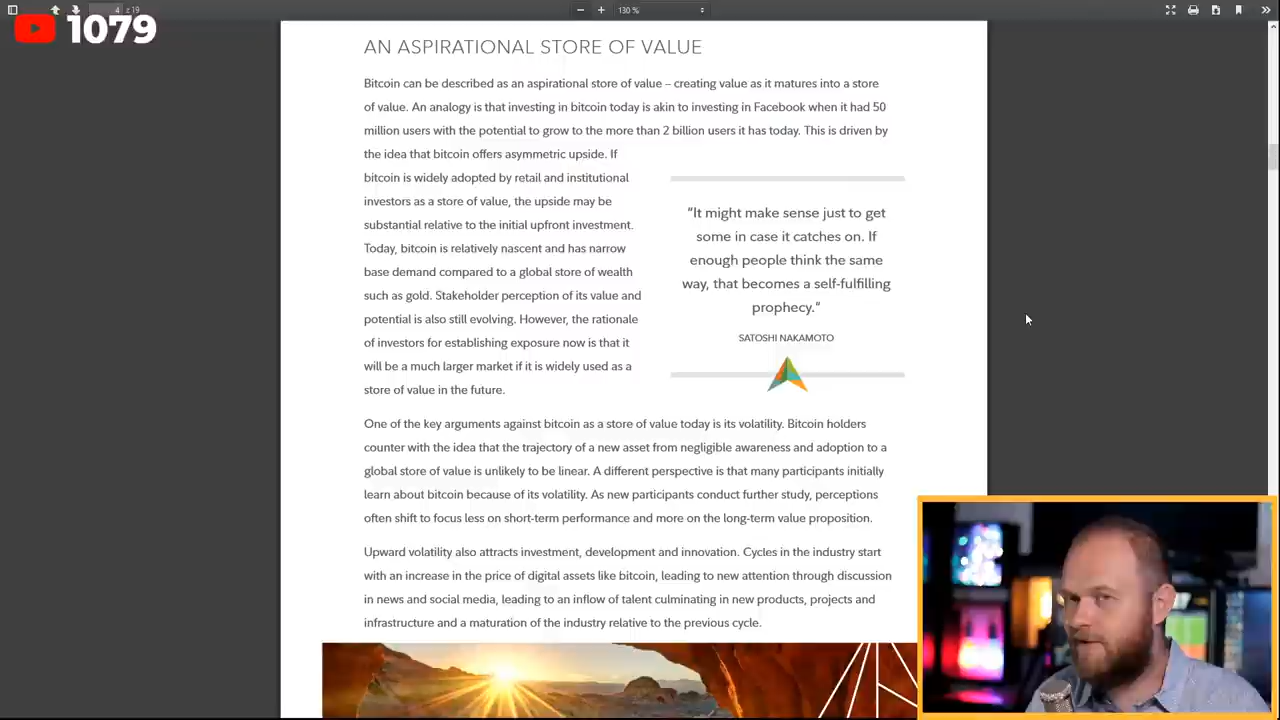 4 z 19
130 %
1079
AN ASPIRATIONAL STORE OF VALUE
Bitcoin can be described as an aspirational store of value – creating value as it matures into a store
of value. An analogy is that investing in bitcoin today is akin to investing in Facebook when it had 50
million users with the potential to grow to the more than 2 billion users it has today. This is driven by
the idea that bitcoin offers asymmetric upside. If
bitcoin is widely adopted by retail and institutional
investors as a store of value, the upside may be
substantial relative to the initial upfront investment.
Today, bitcoin is relatively nascent and has narrow
base demand compared to a global store of wealth
such as gold. Stakeholder perception of its value and
potential is also still evolving. However, the rationale
of investors for establishing exposure now is that it
will be a much larger market if it is widely used as a
store of value in the future.
“It might make sense just to get
some in case it catches on. If
enough people think the same
way, that becomes a self-fulfilling
prophecy.”
SATOSHI NAKAMOTO
One of the key arguments against bitcoin as a store of value today is its volatility. Bitcoin holders
counter with the idea that the trajectory of a new asset from negligible awareness and adoption to a
global store of value is unlikely to be linear. A different perspective is that many participants initially
learn about bitcoin because of its volatility. As new participants conduct further study, perceptions
often shift to focus less on short-term performance and more on the long-term value proposition.
Upward volatility also attracts investment, development and innovation. Cycles in the industry start
with an increase in the price of digital assets like bitcoin, leading to new attention through discussion
in news and social media, leading to an inflow of talent culminating in new products, projects and
infrastructure and a maturation of the industry relative to the previous cycle.